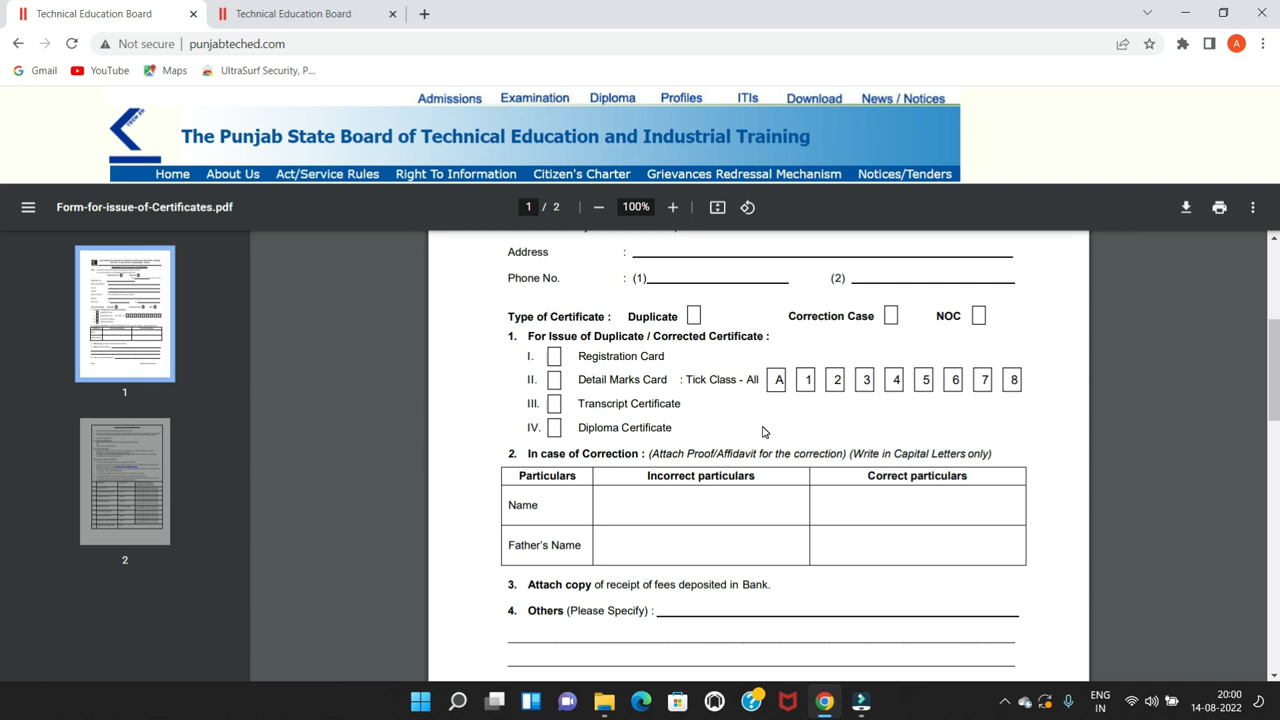 Technical Education Board
Technical Education Board
Not secure | punjabteched.com
A
Gmail
YouTube
Maps
UltraSurf Security, P...
Admissions Examination Diploma Profiles ITIs Download News / Notices
TECH ED
The Punjab State Board of Technical Education and Industrial Training
Home About Us Act/Service Rules Right To Information Citizen's Charter Grievances Redressal Mechanism Notices/Tenders
Form-for-issue-of-Certificates.pdf
1 / 2
100%
1
2
Address :
Phone No. : (1) (2)
Type of Certificate : Duplicate Correction Case NOC
1. For Issue of Duplicate / Corrected Certificate :
I. Registration Card
II. Detail Marks Card : Tick Class - All A 1 2 3 4 5 6 7 8
III. Transcript Certificate
IV. Diploma Certificate
2. In case of Correction : (Attach Proof/Affidavit for the correction) (Write in Capital Letters only)
Particulars Incorrect particulars Correct particulars
Name
Father's Name
3. Attach copy of receipt of fees deposited in Bank.
4. Others (Please Specify) :
ENG
IN
20:00
14-08-2022